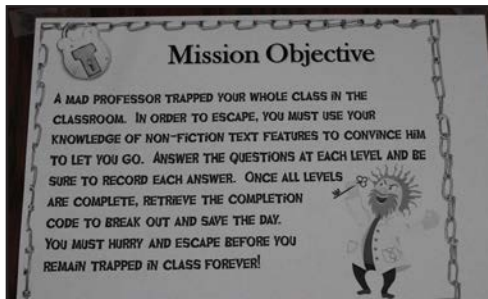 Mission Objective
A MAD PROFESSOR TRAPPED YOUR WHOLE CLASS IN THE
CLASSROOM. IN ORDER TO ESCAPE, YOU MUST USE YOUR
KNOWLEDGE OF NON-FICTION TEXT FEATURES TO CONVINCE HIM
TO LET YOU GO. ANSWER THE QUESTIONS AT EACH LEVEL AND BE
SURE TO RECORD EACH ANSWER. ONCE ALL LEVELS
ARE COMPLETE, RETRIEVE THE COMPLETION
CODE TO BREAK OUT AND SAVE THE DAY.
YOU MUST HURRY AND ESCAPE BEFORE YOU
REMAIN TRAPPED IN CLASS FOREVER!